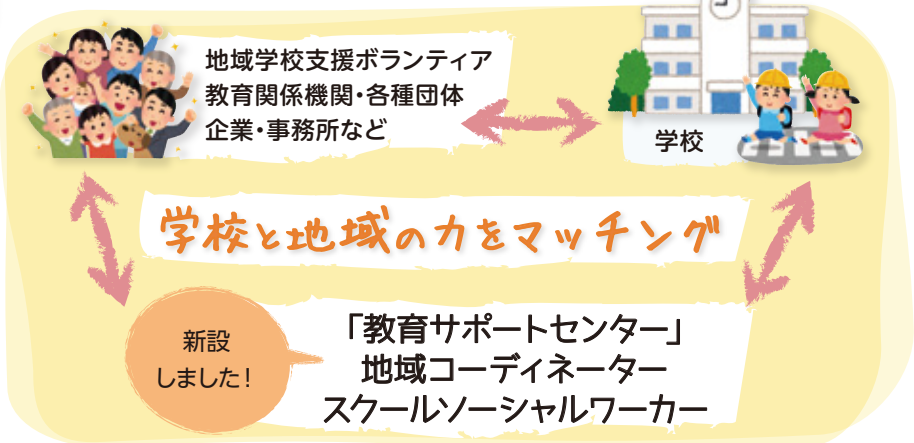 地域学校支援ボランティア
教育関係機関・各種団体
企業・事務所など
学校
学校と地域の力をマッチング
新設
しました！
「教育サポートセンター」
地域コーディネーター
スクールソーシャルワーカー